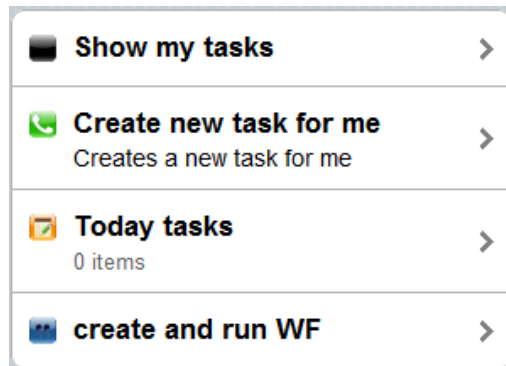 Show my tasks
Create new task for me
Creates a new task for me
Today tasks
0 items
create and run WF